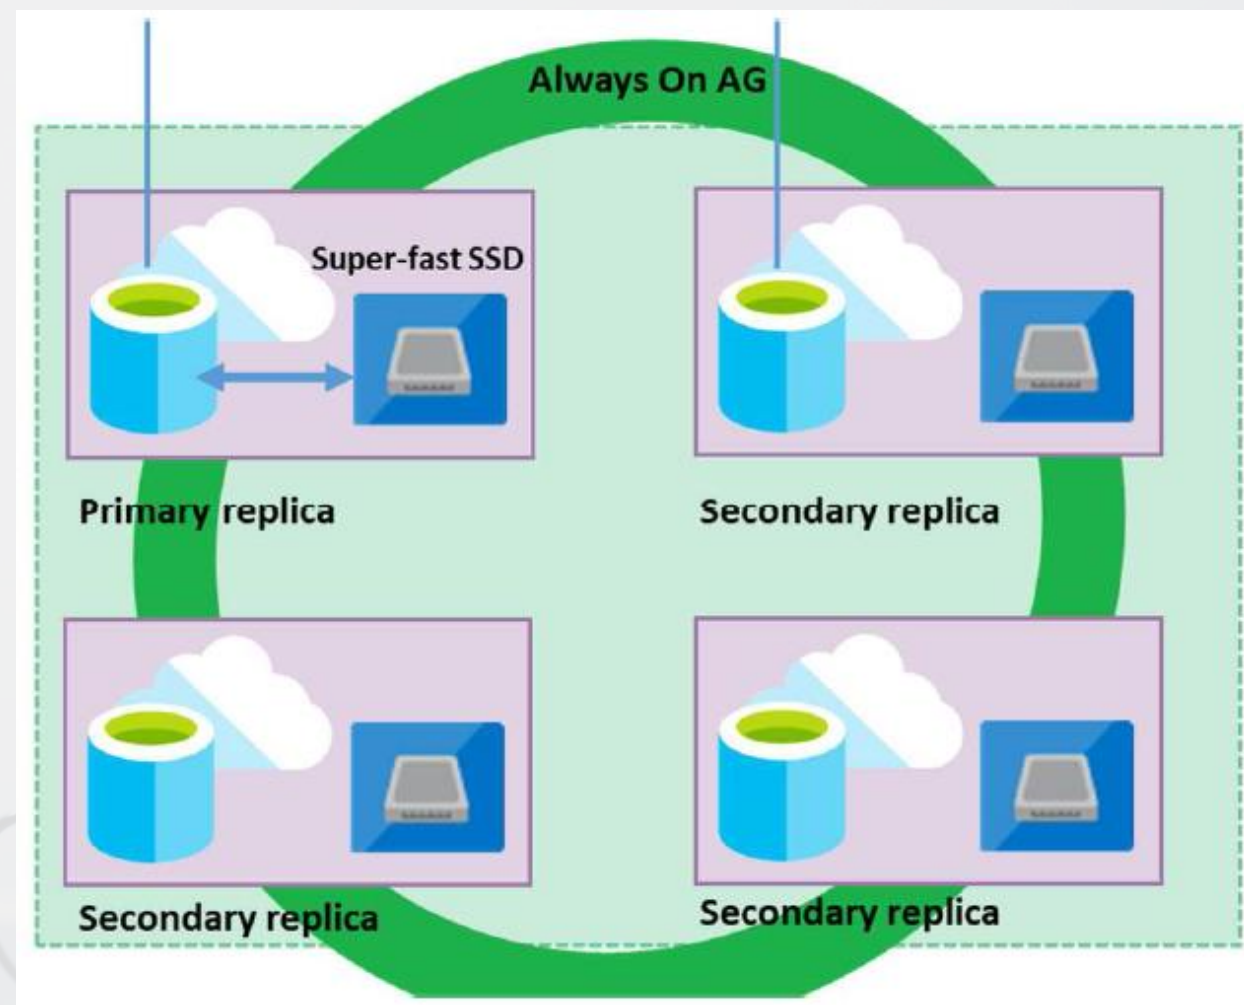 Always On AG
Super-fast SSD
Primary replica
Secondary replica
Secondary replica
Secondary replica